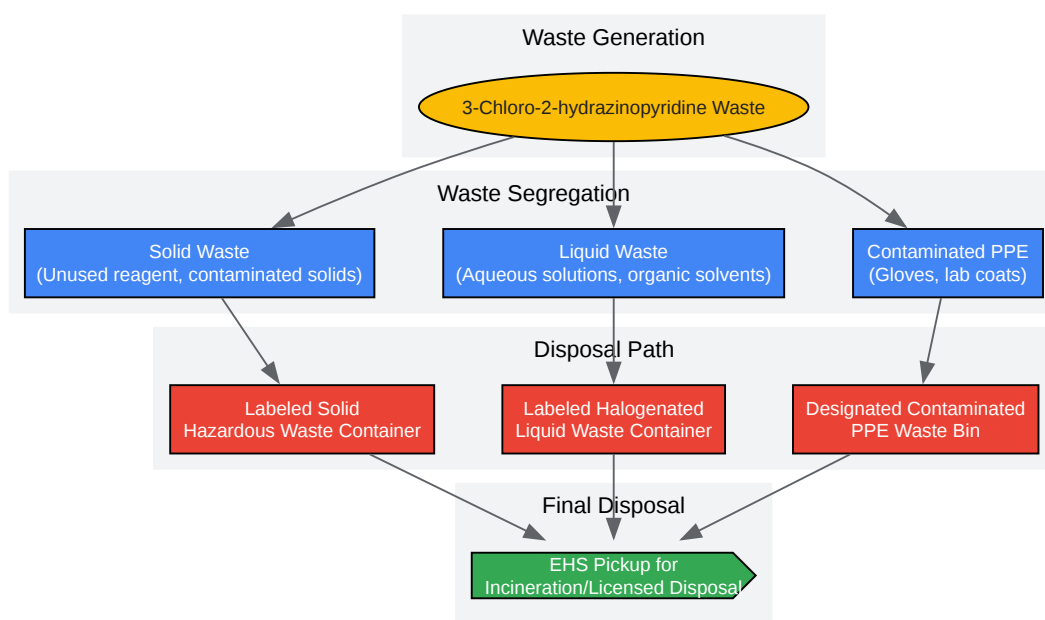 Waste Generation
3-Chloro-2-hydrazinopyridine Waste
Waste Segregation
Solid Waste
(Unused reagent, contaminated solids)
Liquid Waste
(Aqueous solutions, organic solvents)
Contaminated PPE
(Gloves, lab coats)
Disposal Path
Labeled Solid
Hazardous Waste Container
Labeled Halogenated
Liquid Waste Container
Designated Contaminated
PPE Waste Bin
Final Disposal
EHS Pickup for
Incineration/Licensed Disposal